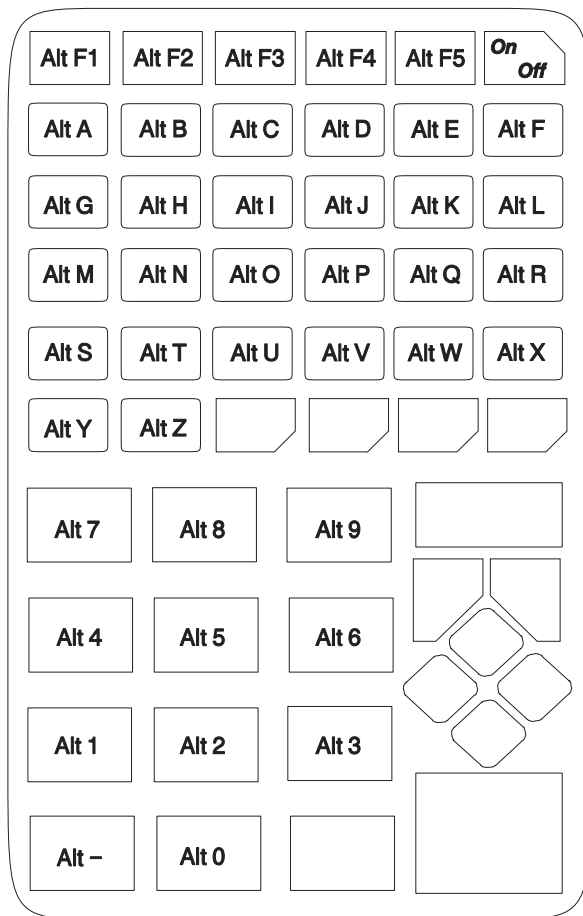 Alt F1 Alt F2 Alt F3 Alt F4 Alt F5 On
Off
Alt A Alt B Alt C Alt D Alt E Alt F
Alt G Alt H Alt I Alt J Alt K Alt L
Alt M Alt N Alt O Alt P Alt Q Alt R
Alt S Alt T Alt U Alt V Alt W Alt X
Alt Y Alt Z
Alt 7 Alt 8 Alt 9
Alt 4 Alt 5 Alt 6
Alt 1 Alt 2 Alt 3
Alt – Alt 0